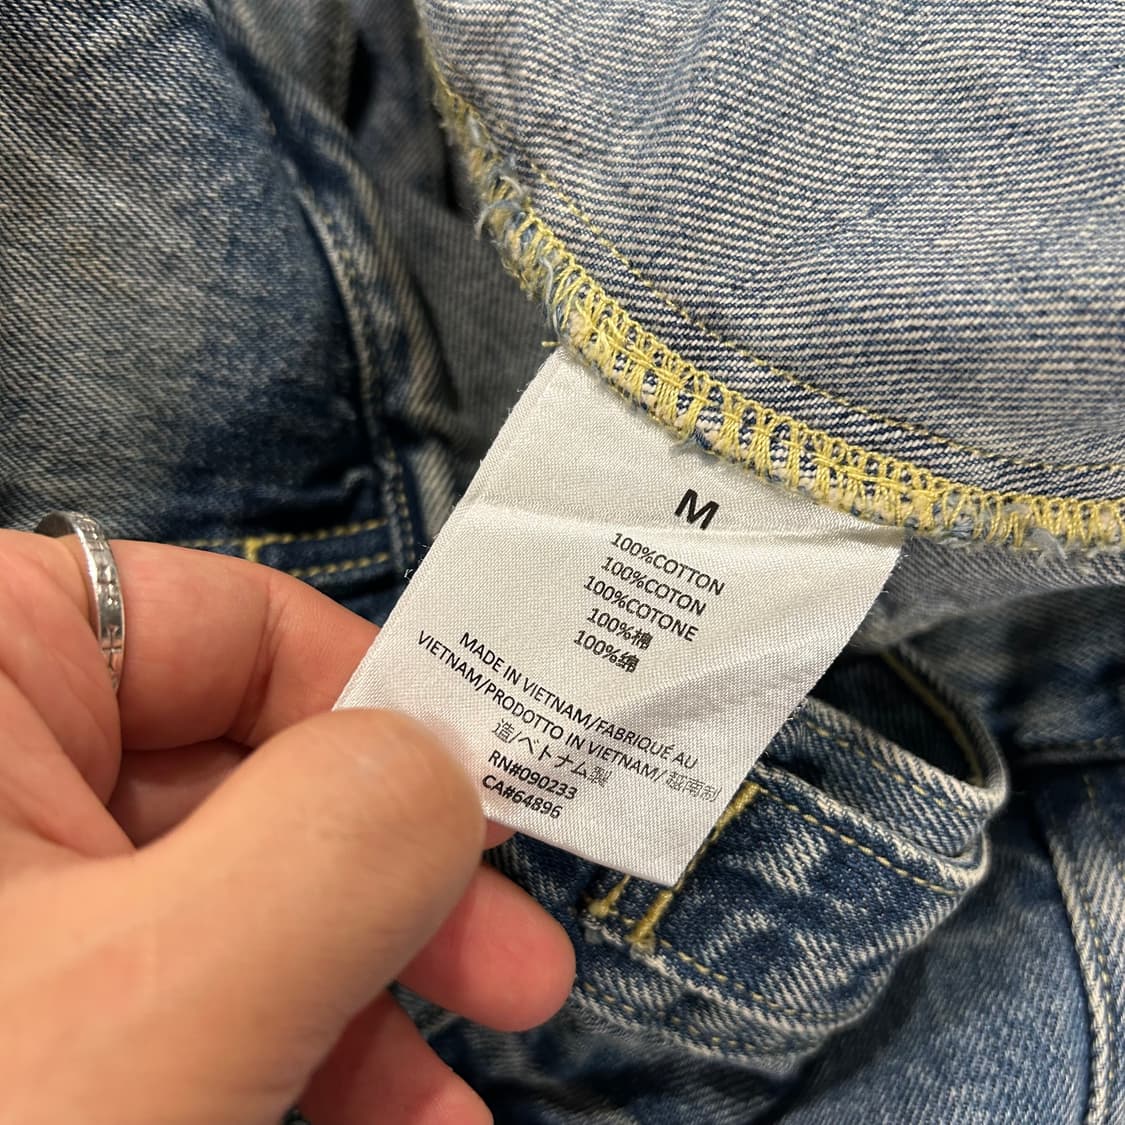 M
100%COTTON
100%COTON
100%COTONE
100%棉
100%绵
MADE IN VIETNAM/FABRIQUÉ AU
VIETNAM/PRODOTTO IN VIETNAM/越南制
造/ベトナム製
RN#090233
CA#64896